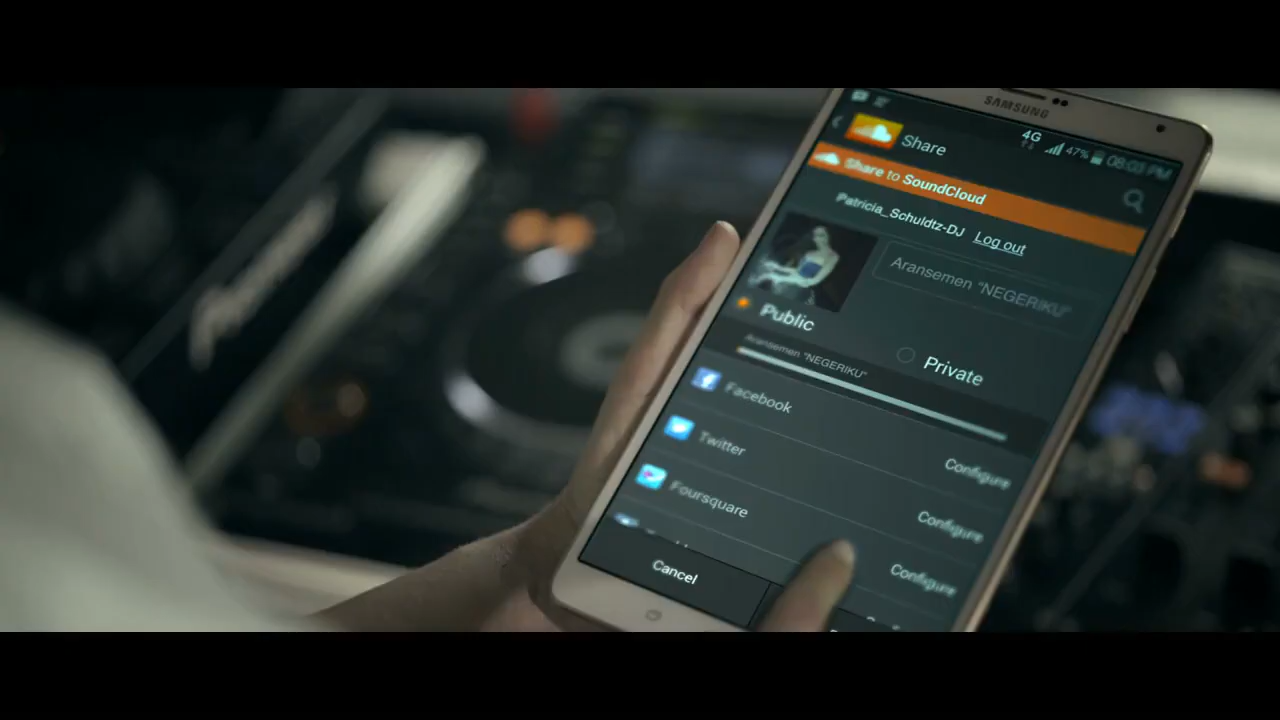 SAMSUNG
4G 47% 08:03 PM
Share
Share to SoundCloud
Patricia_Schuldtz-DJ Log out
Aransemen "NEGERIKU"
Public
Private
Aransemen "NEGERIKU"
Facebook
Configure
Twitter
Configure
Foursquare
Configure
Cancel